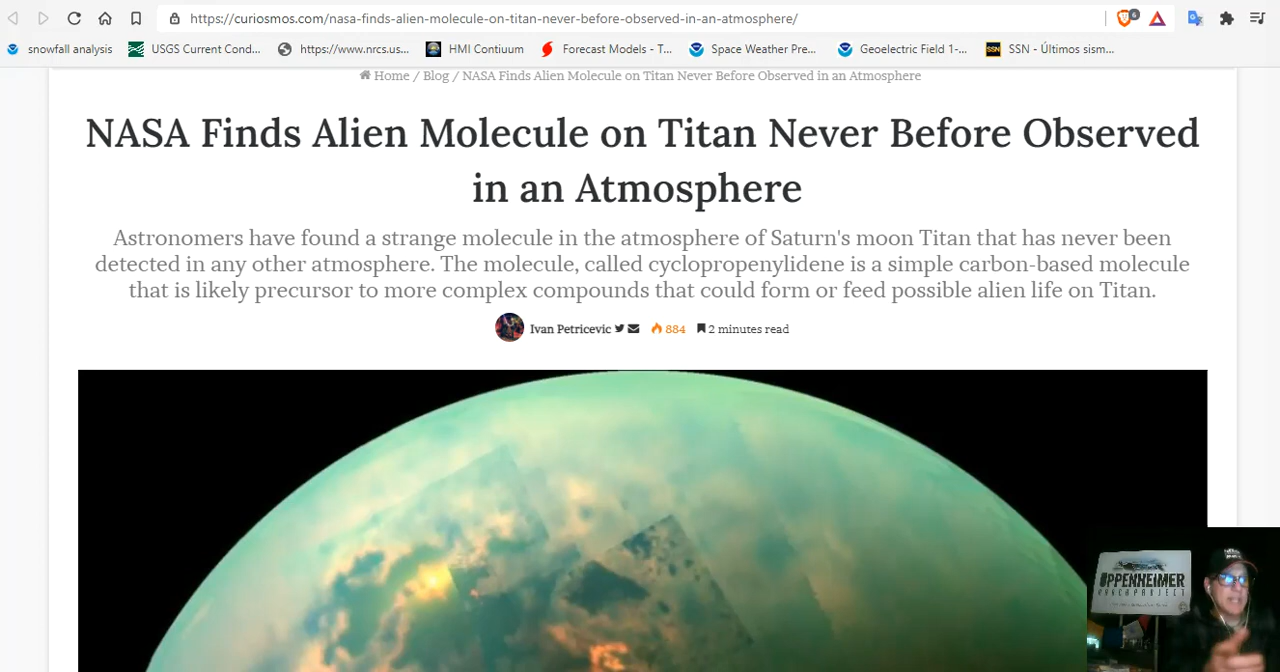 https://curiosmos.com/nasa-finds-alien-molecule-on-titan-never-before-observed-in-an-atmosphere/
snowfall analysis USGS Current Cond... https://www.nrcs.us... HMI Contiuum Forecast Models - T... Space Weather Pre... Geoelectric Field 1-... SSN SSN - Últimos sism...
Home / Blog / NASA Finds Alien Molecule on Titan Never Before Observed in an Atmosphere
NASA Finds Alien Molecule on Titan Never Before Observed
in an Atmosphere
Astronomers have found a strange molecule in the atmosphere of Saturn's moon Titan that has never been
detected in any other atmosphere. The molecule, called cyclopropenylidene is a simple carbon-based molecule
that is likely precursor to more complex compounds that could form or feed possible alien life on Titan.
Ivan Petricevic 884 2 minutes read
OPPENHEIMER
RANCH PROJECT